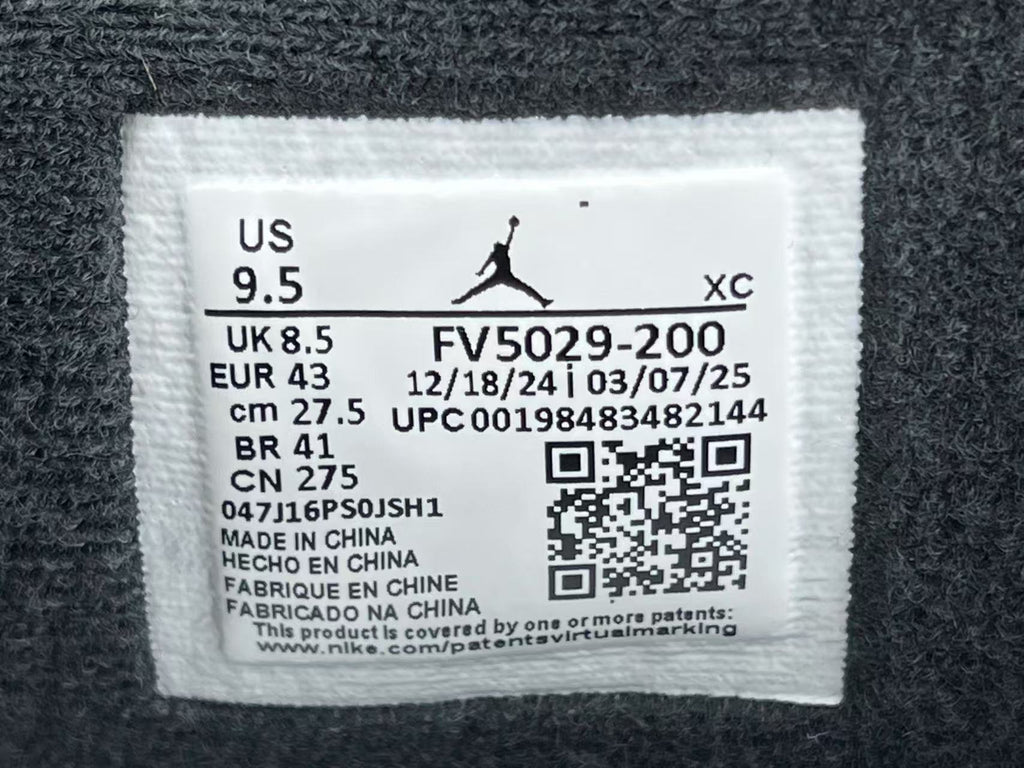 US
9.5
XC
UK 8.5
EUR 43
cm 27.5
BR 41
CN 275
FV5029-200
12/18/24 | 03/07/25
UPC 00198483482144
047J16PS0JSH1
MADE IN CHINA
HECHO EN CHINA
FABRIQUE EN CHINE
FABRICADO NA CHINA
This product is covered by one or more patents:
www.nike.com/patentsvirtualmarking